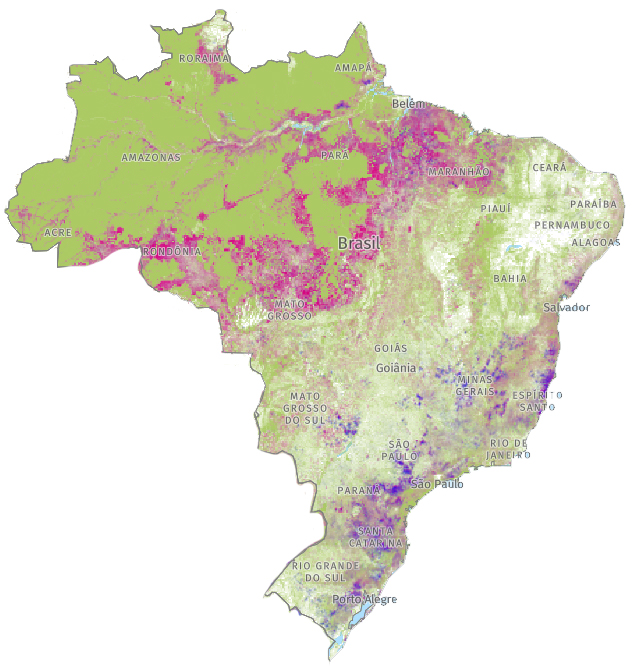 RORAIMA
AMAPÁ
Belém
AMAZONAS
PARÁ
MARANHÃO
CEARÁ
PIAUÍ
PARAÍBA
PERNAMBUCO
ALAGOAS
ACRE
RONDÔNIA
Brasil
BAHIA
MATO
GROSSO
Salvador
GOIÁS
Goiânia
MINAS
GERAIS
ESPÍRITO
SANTO
MATO
GROSSO
DO SUL
SÃO
PAULO
RIO DE
JANEIRO
PARANÁ
São Paulo
SANTA
CATARINA
RIO GRANDE
DO SUL
Porto Alegre